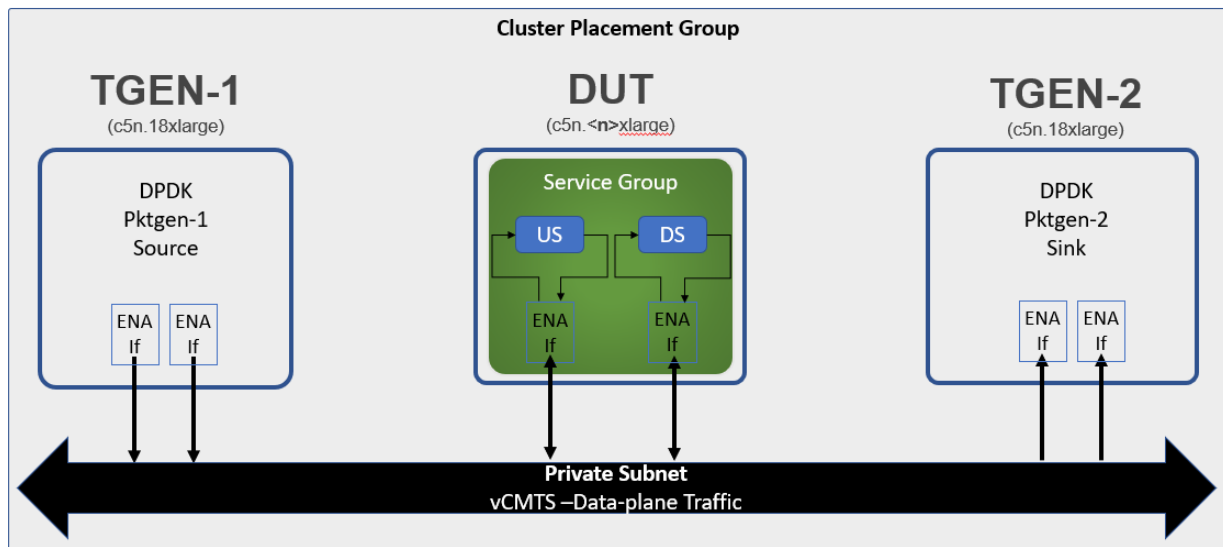 Cluster Placement Group
TGEN-1
(c5n.18xlarge)
DPDK
Pktgen-1
Source
ENA
If
ENA
If
DUT
(c5n.<n>xlarge)
Service Group
US
DS
ENA
If
ENA
If
TGEN-2
(c5n.18xlarge)
DPDK
Pktgen-2
Sink
ENA
If
ENA
If
Private Subnet
vCMTS –Data-plane Traffic